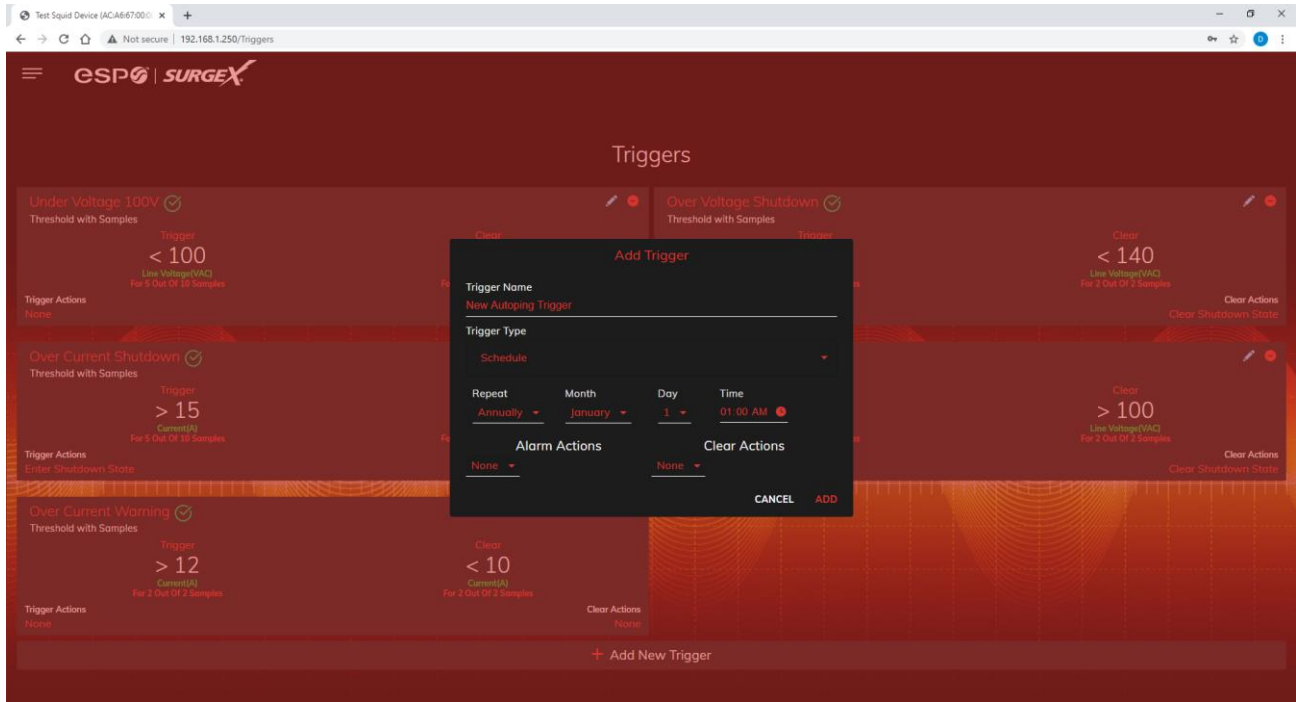 Test Squid Device (AC:A6:67:00:0
Not secure | 192.168.1.250/Triggers
D
esp | SURGEX
Triggers
Under Voltage 100V
Threshold with Samples
Trigger
< 100
Line Voltage(VAC)
For 5 Out Of 10 Samples
Clear
Trigger Actions
None
Over Voltage Shutdown
Threshold with Samples
Trigger
Clear
< 140
Line Voltage(VAC)
For 2 Out Of 2 Samples
Clear Actions
Clear Shutdown State
Over Current Shutdown
Threshold with Samples
Trigger
> 15
Current(A)
For 5 Out Of 10 Samples
Trigger Actions
Enter Shutdown State
Clear
> 100
Line Voltage(VAC)
For 2 Out Of 2 Samples
Clear Actions
Clear Shutdown State
Over Current Warning
Threshold with Samples
Trigger
> 12
Current(A)
For 2 Out Of 2 Samples
Clear
< 10
Current(A)
For 2 Out Of 2 Samples
Trigger Actions
None
Clear Actions
None
+ Add New Trigger
Add Trigger
Trigger Name
New Autoping Trigger
Trigger Type
Schedule
Repeat Month Day Time
Annually January 1 01:00 AM
Alarm Actions Clear Actions
None None
CANCEL ADD